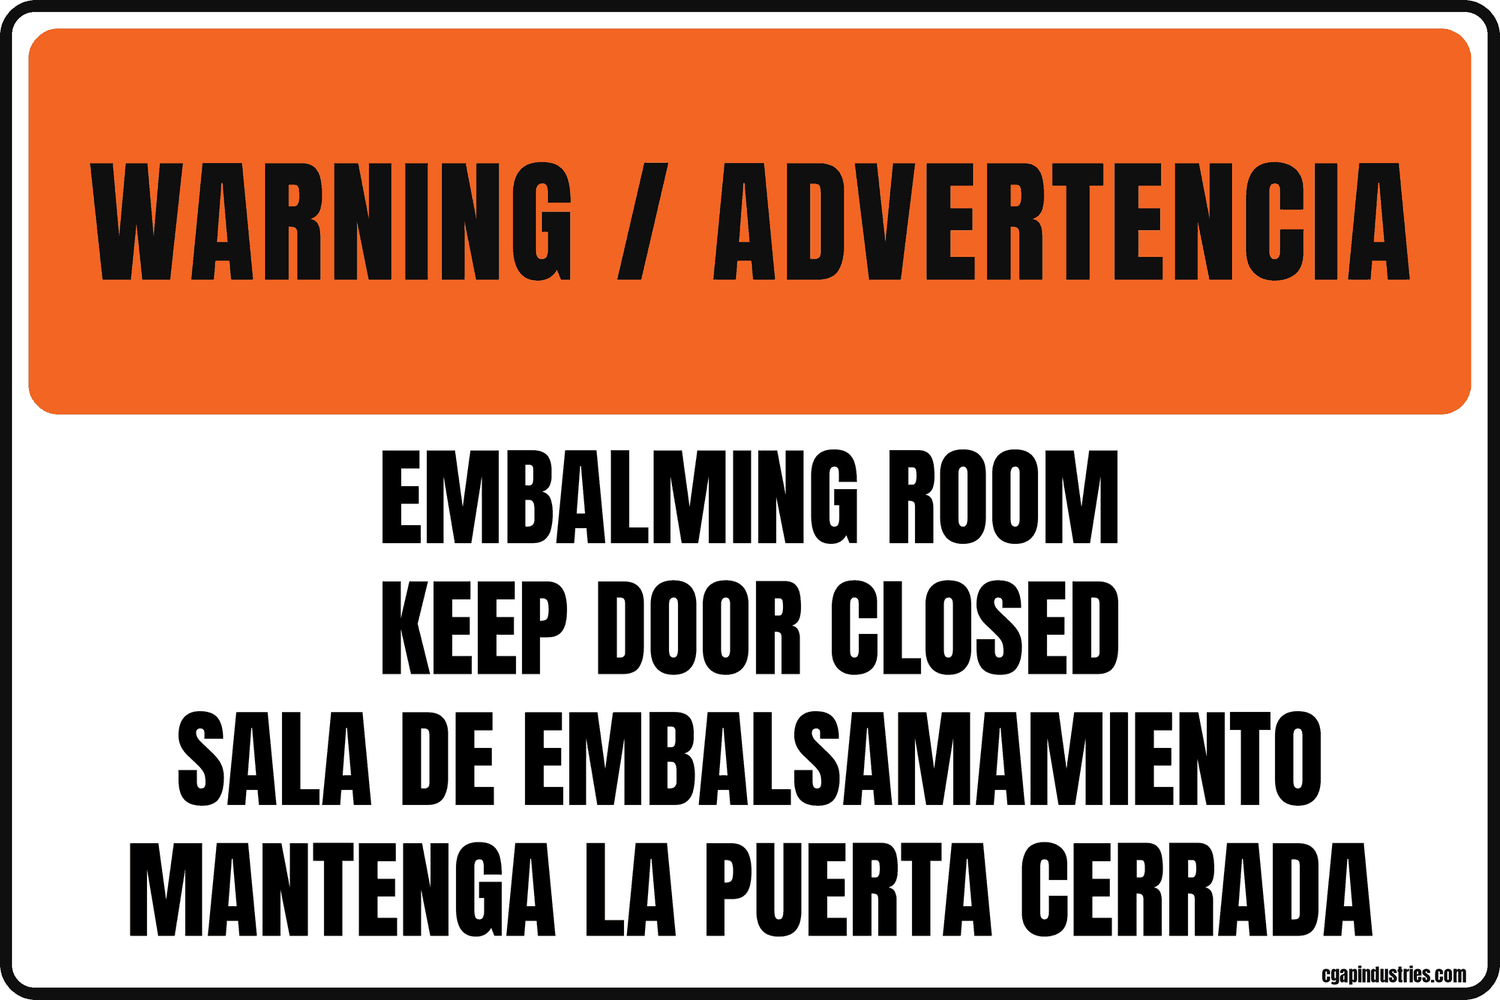 WARNING / ADVERTENCIA
EMBALMING ROOM
KEEP DOOR CLOSED
SALA DE EMBALSAMAMIENTO
MANTENGA LA PUERTA CERRADA
cgapindustries.com